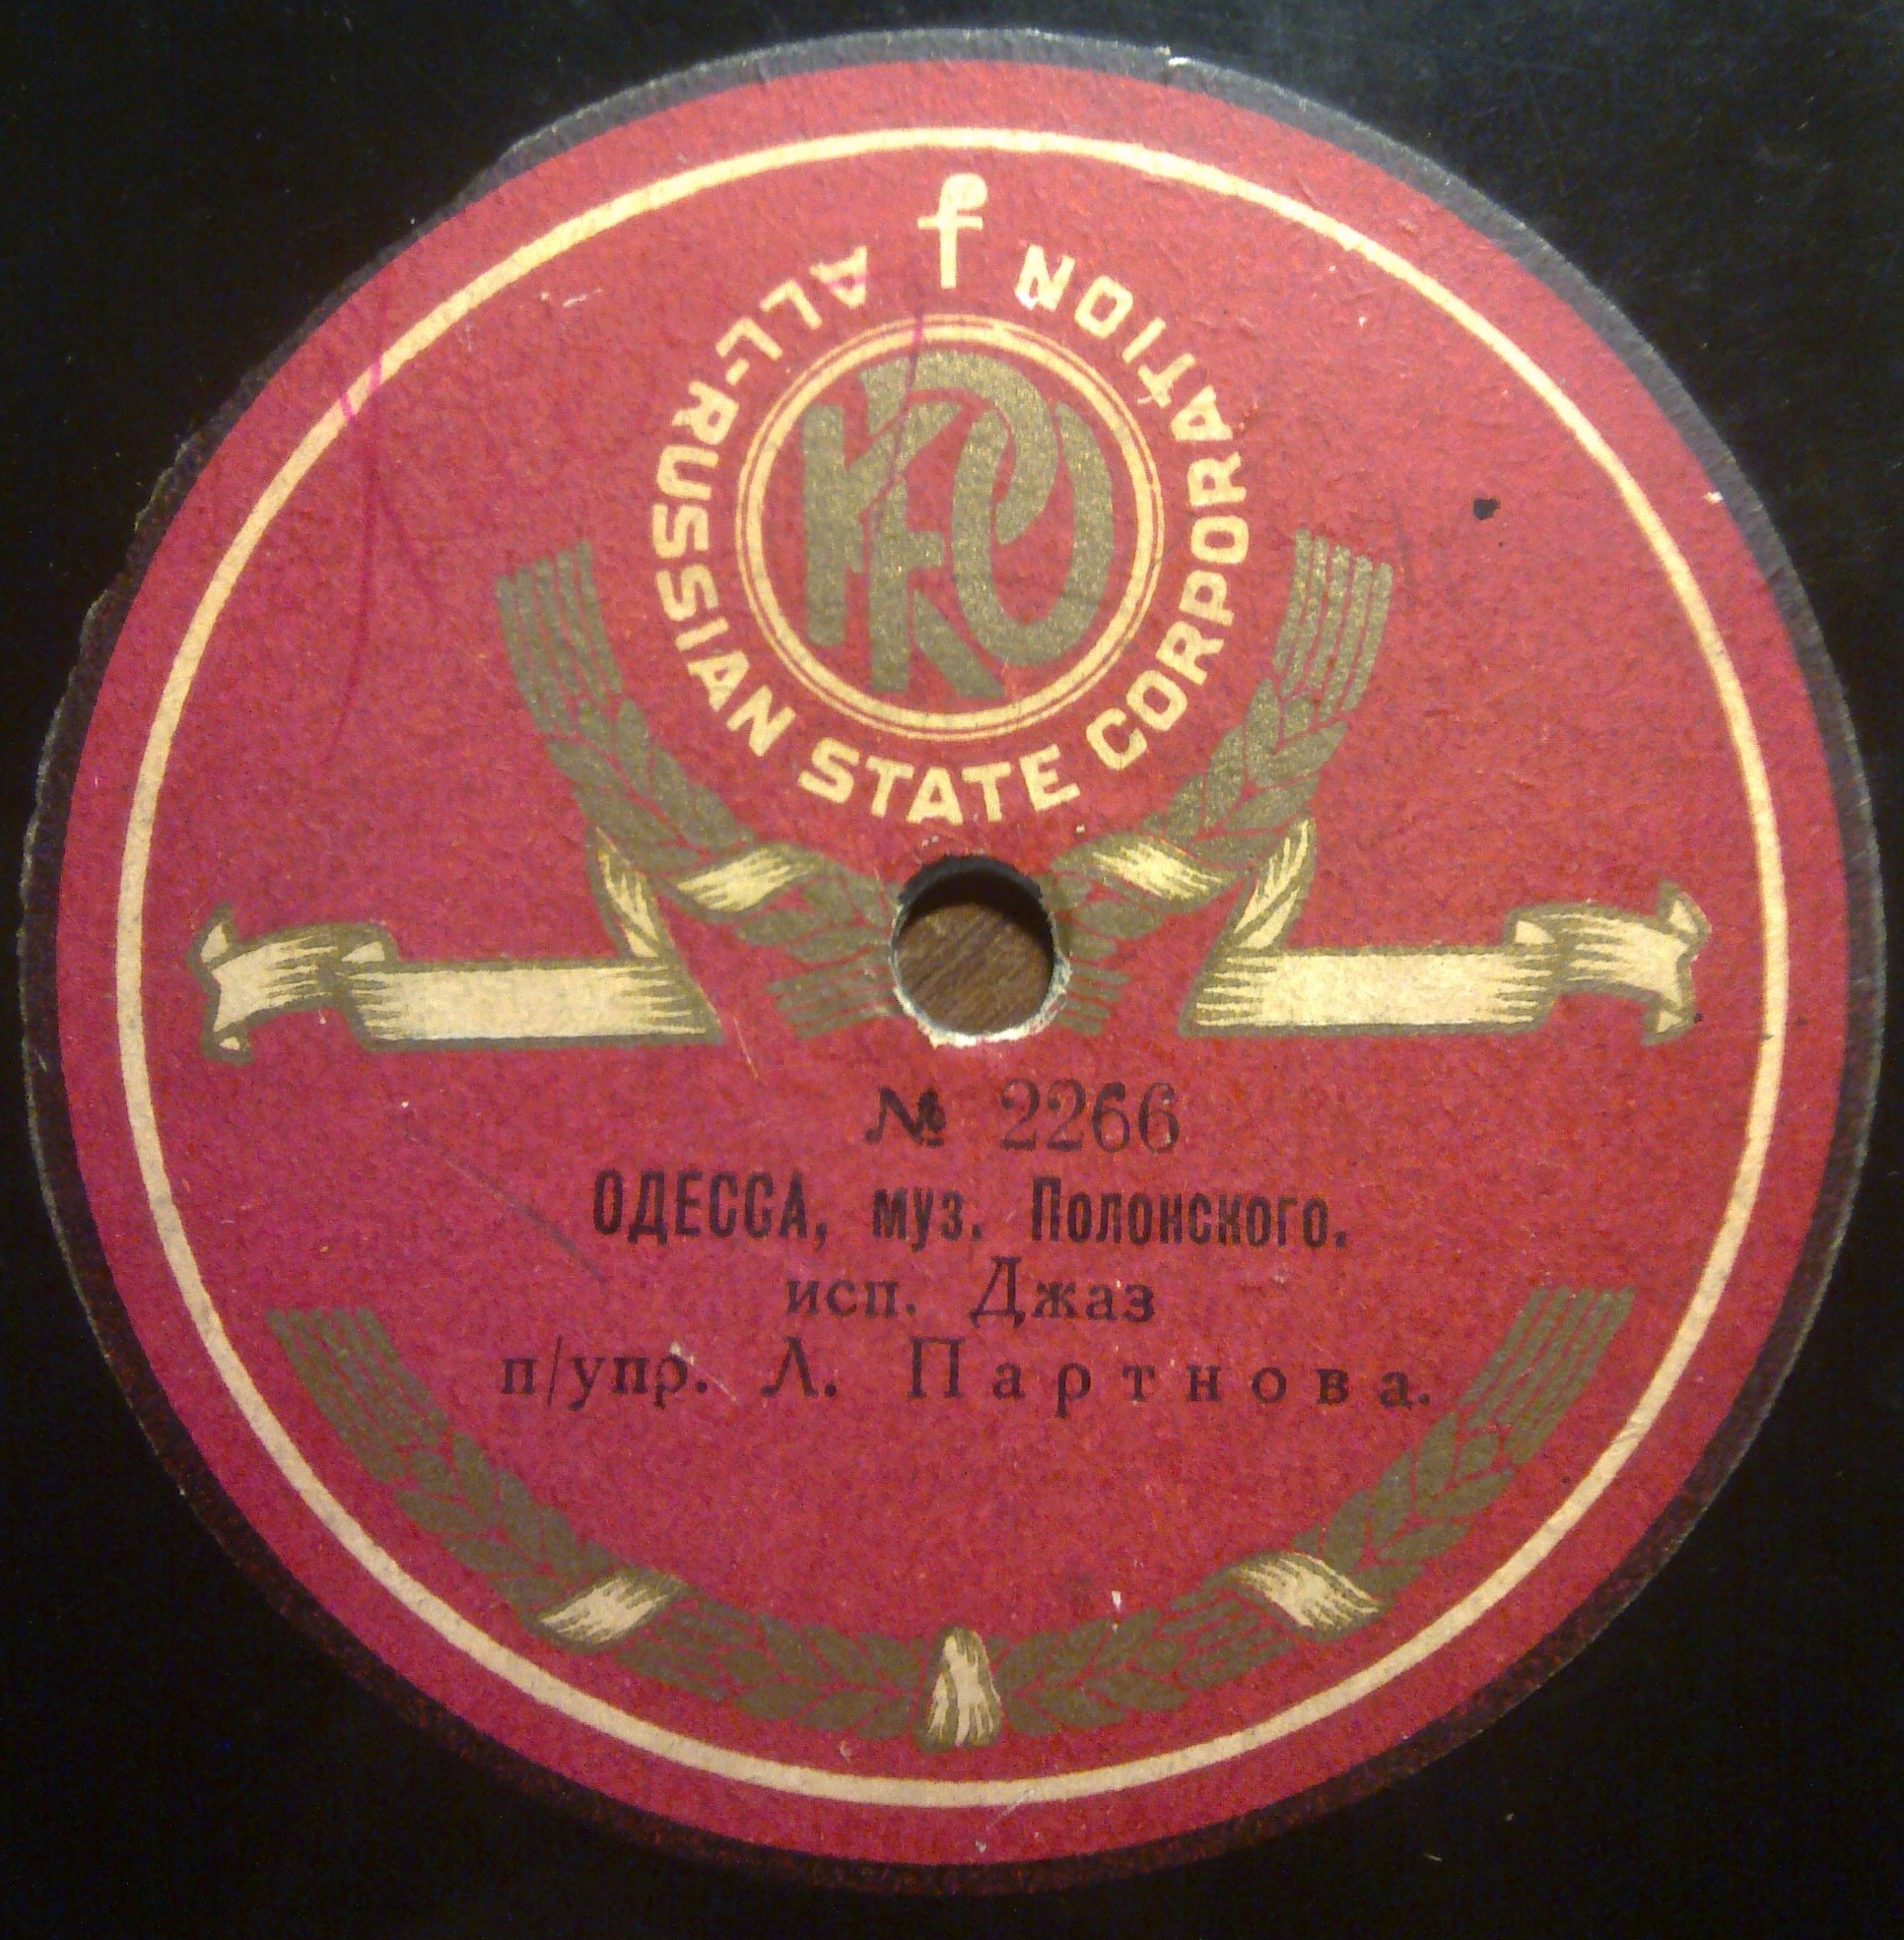 ALL-RUSSIAN STATE CORPORATION
№ 2266
ОДЕССА, муз. Полонского.
исп. Джаз
п/упр. Л. Партнова.